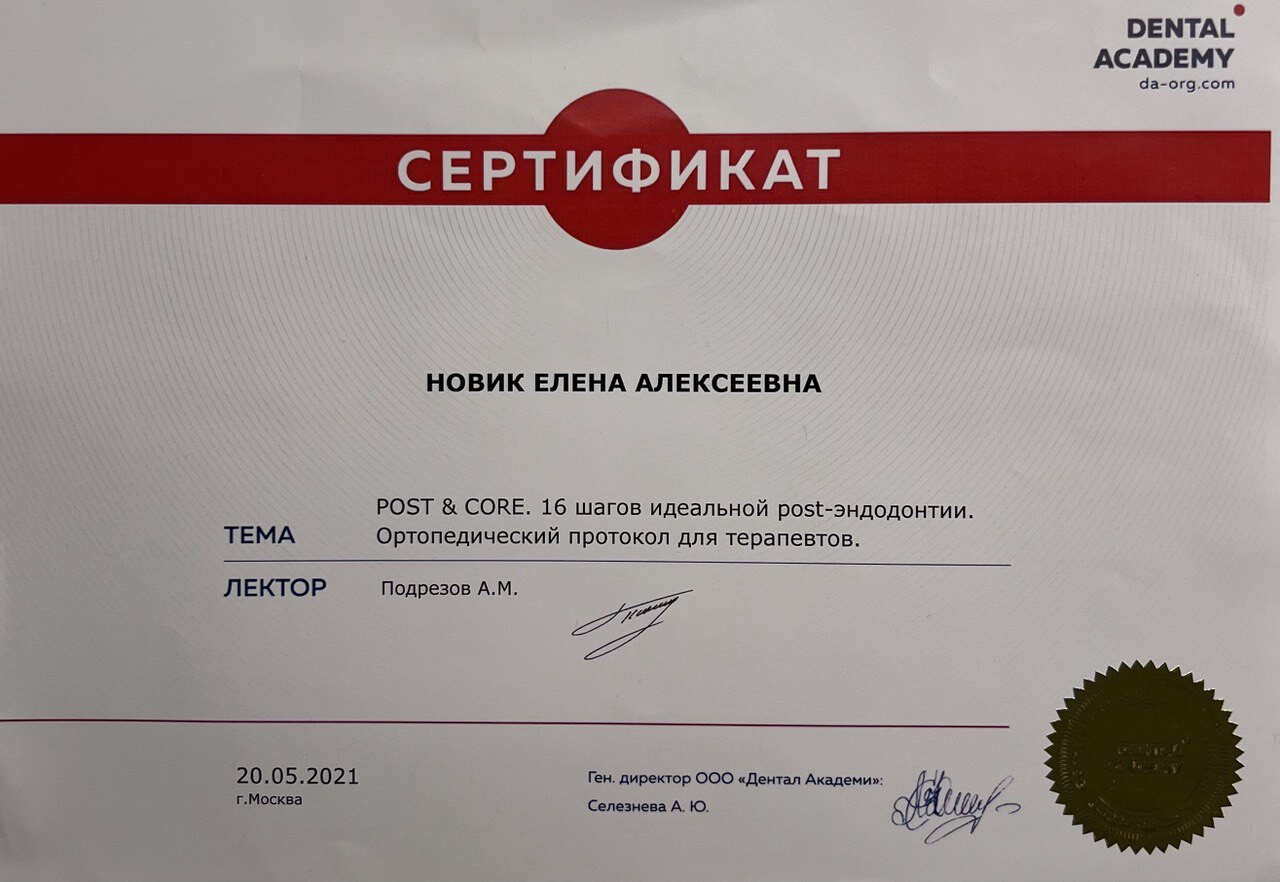 DENTAL
ACADEMY
da-org.com
СЕРТИФИКАТ
НОВИК ЕЛЕНА АЛЕКСЕЕВНА
POST & CORE. 16 шагов идеальной post-эндодонтии.
ТЕМА
Ортопедический протокол для терапевтов.
ЛЕКТОР Подрезов А.М.
20.05.2021
г.Москва
Ген. директор ООО «Дентал Академи»:
Селезнева А. Ю.